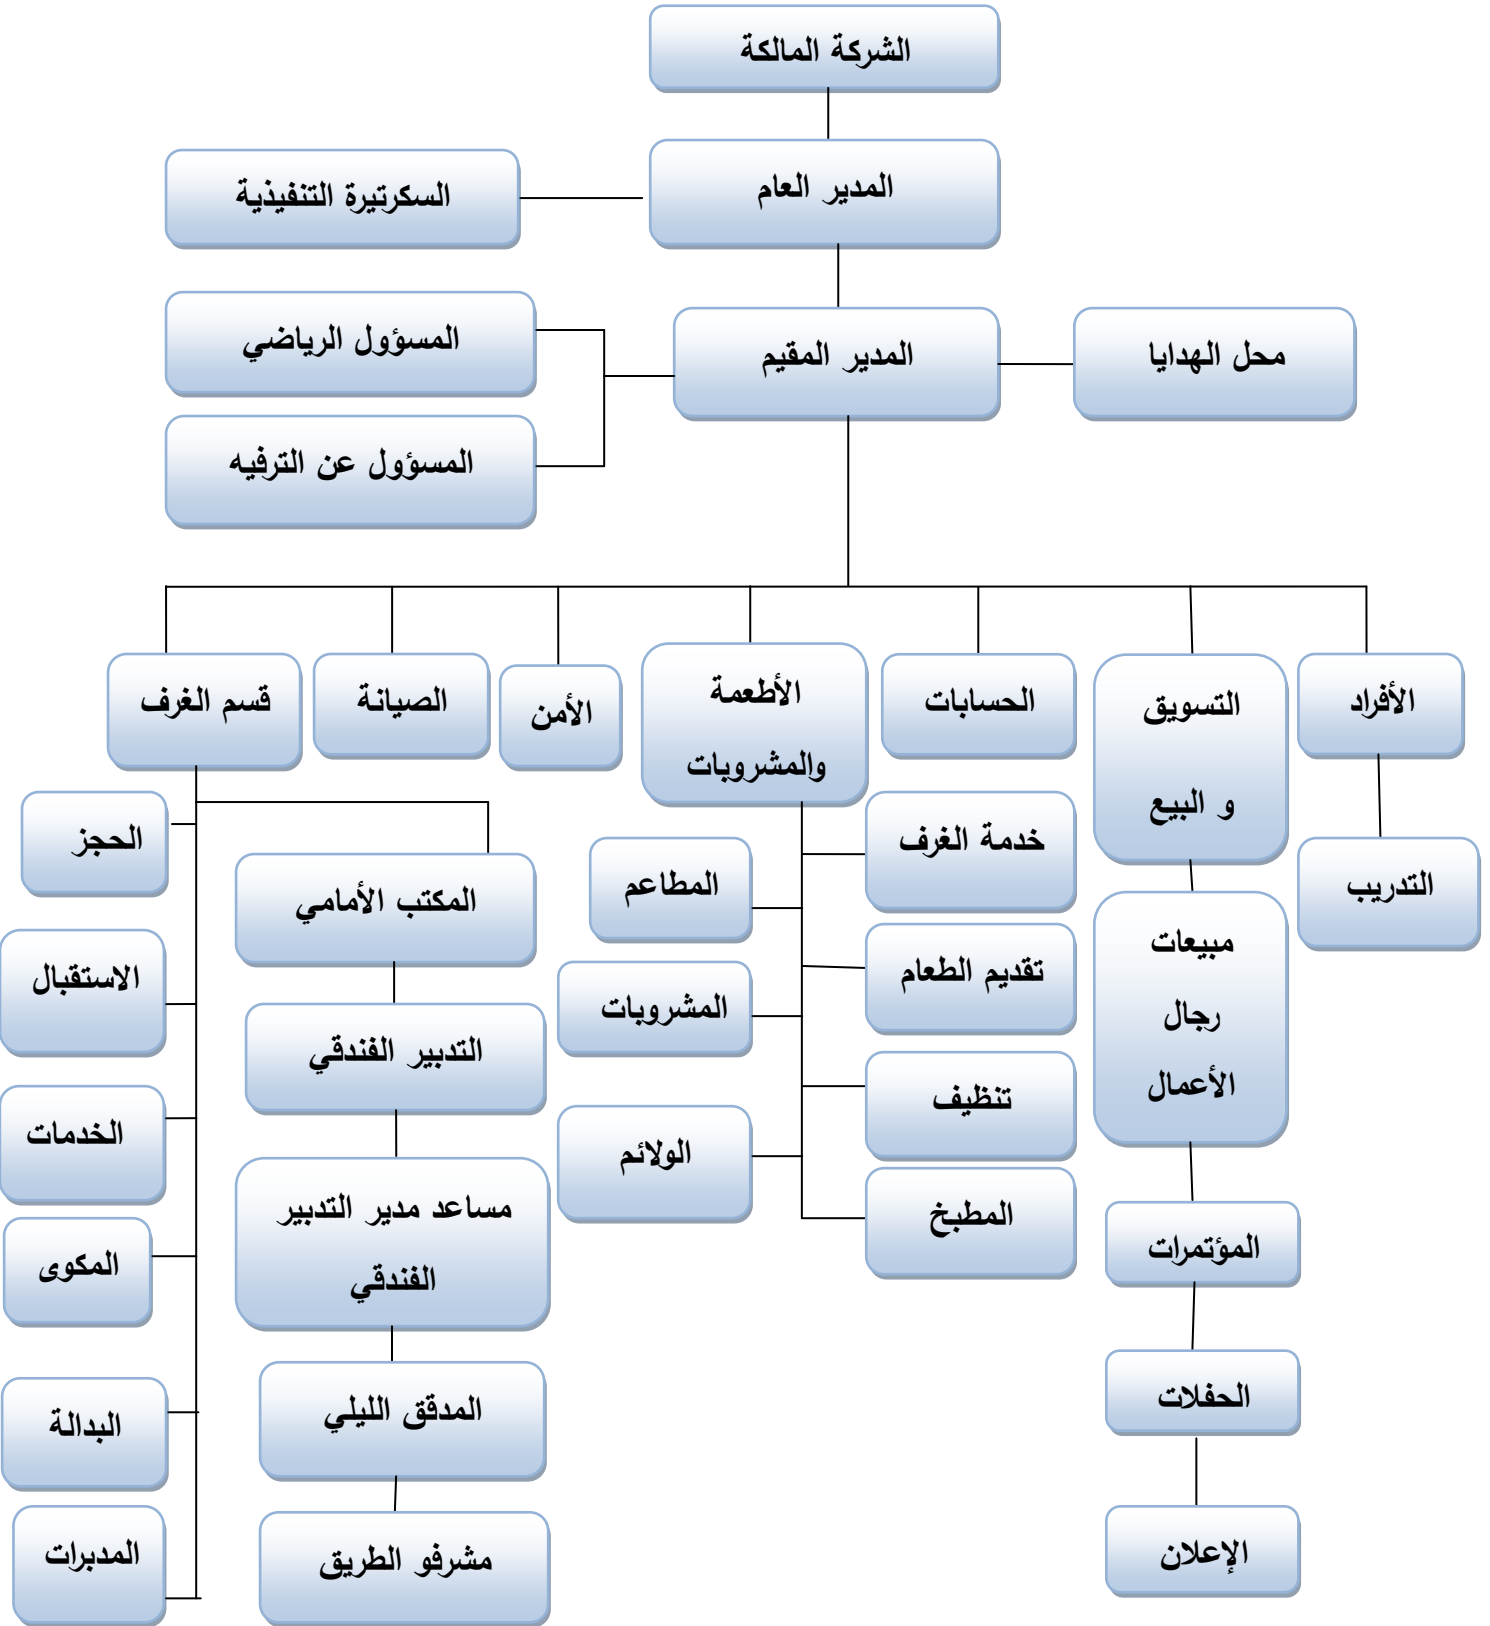 الشركة المالكة
المدير العام
السكرتيرة التنفيذية
المسؤول الرياضي
محل الهدايا
المدير المقيم
المسؤول عن الترفيه
الأفراد
التسويق
و البيع
الحسابات
الأطعمة
والمشروبات
الأمن
الصيانة
قسم الغرف
التدريب
مبيعات
رجال
الأعمال
المؤتمرات
الحفلات
الإعلان
خدمة الغرف
تقديم الطعام
تنظيف
المطبخ
المطاعم
المشروبات
الولائم
المكتب الأمامي
التدبير الفندقي
مساعد مدير التدبير
الفندقي
المدقق الليلي
مشرفو الطريق
الحجز
الاستقبال
الخدمات
المكوى
البدالة
المدبرات